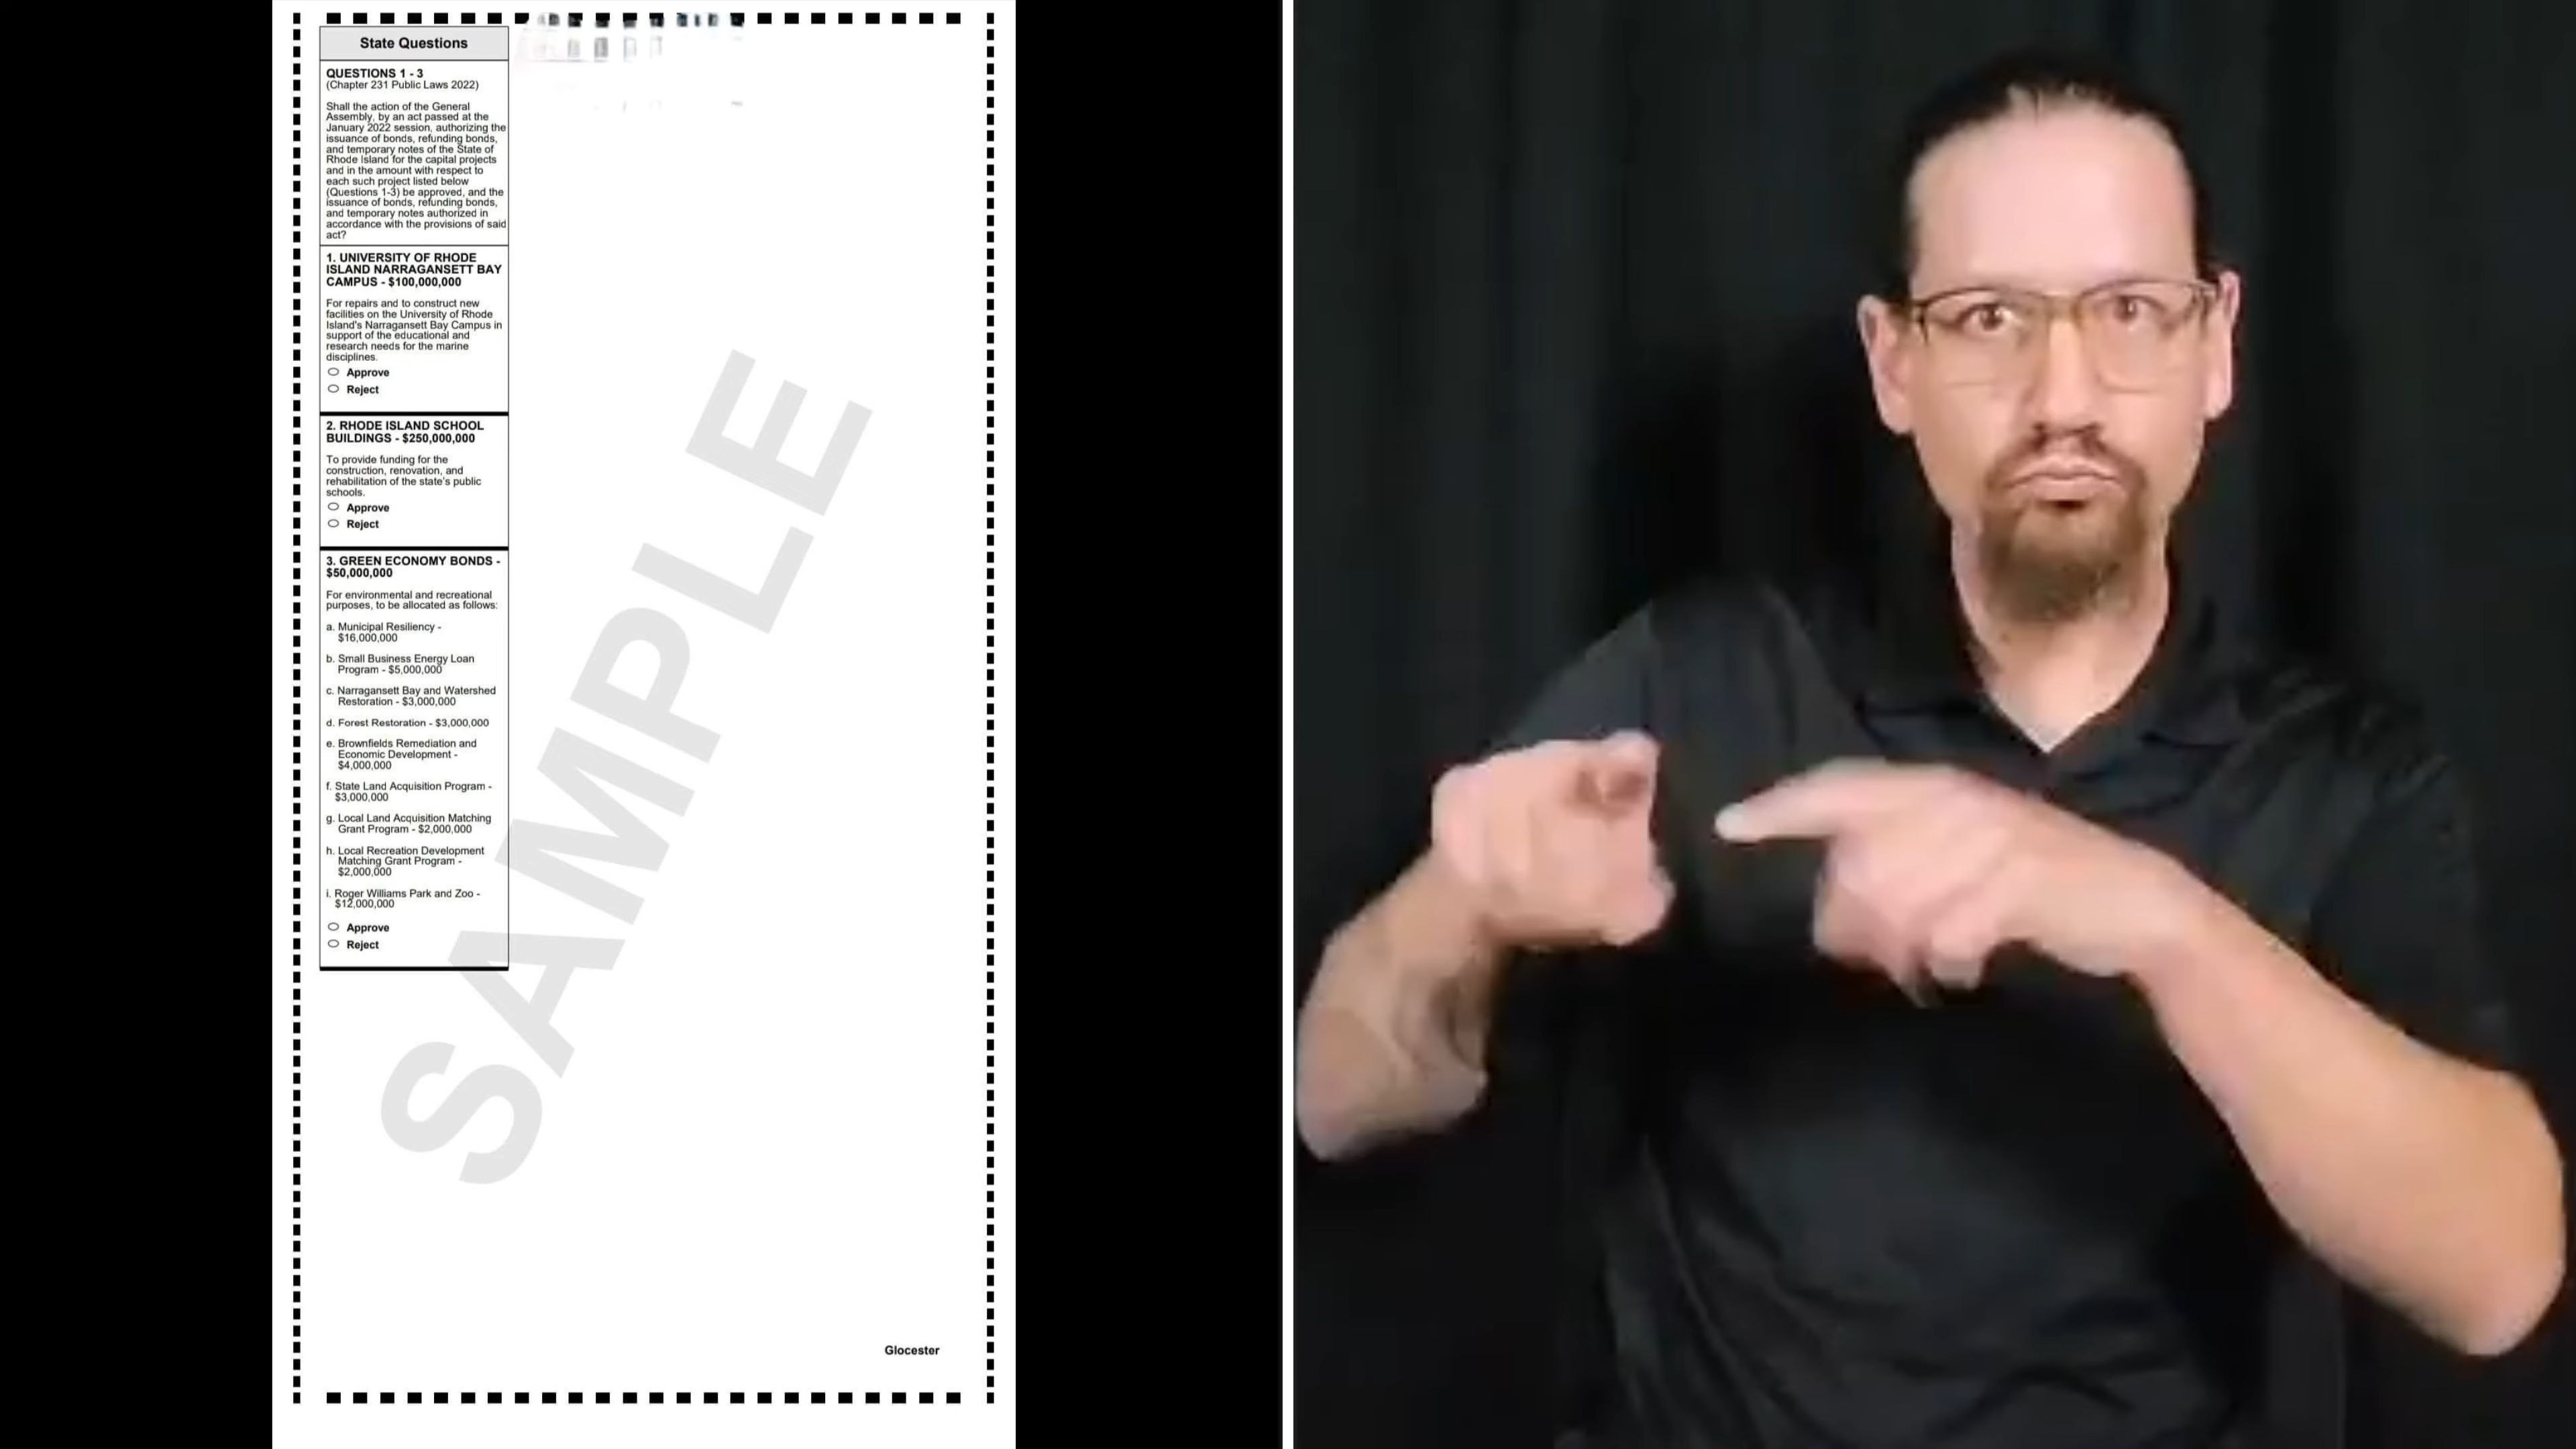 State Questions
QUESTIONS 1 - 3
(Chapter 231 Public Laws 2022)
Shall the action of the General
Assembly, by an act passed at the
January 2022 session, authorizing the
issuance of bonds, refunding bonds,
and temporary notes of the State of
Rhode Island for the capital projects
and in the amount with respect to
each such project listed below
(Questions 1-3) be approved, and the
issuance of bonds, refunding bonds,
and temporary notes authorized in
accordance with the provisions of said
act?
1. UNIVERSITY OF RHODE
ISLAND NARRAGANSETT BAY
CAMPUS - $100,000,000
For repairs and to construct new
facilities on the University of Rhode
Island's Narragansett Bay Campus in
support of the educational and
research needs for the marine
disciplines.
Approve
Reject
2. RHODE ISLAND SCHOOL
BUILDINGS - $250,000,000
To provide funding for the
construction, renovation, and
rehabilitation of the state's public
schools.
Approve
Reject
3. GREEN ECONOMY BONDS -
$50,000,000
For environmental and recreational
purposes, to be allocated as follows:
a. Municipal Resiliency -
$16,000,000
b. Small Business Energy Loan
Program - $5,000,000
c. Narragansett Bay and Watershed
Restoration - $3,000,000
d. Forest Restoration - $3,000,000
e. Brownfields Remediation and
Economic Development -
$4,000,000
f. State Land Acquisition Program -
$3,000,000
g. Local Land Acquisition Matching
Grant Program - $2,000,000
h. Local Recreation Development
Matching Grant Program -
$2,000,000
i. Roger Williams Park and Zoo -
$12,000,000
Approve
Reject
SAMPLE
Glocester